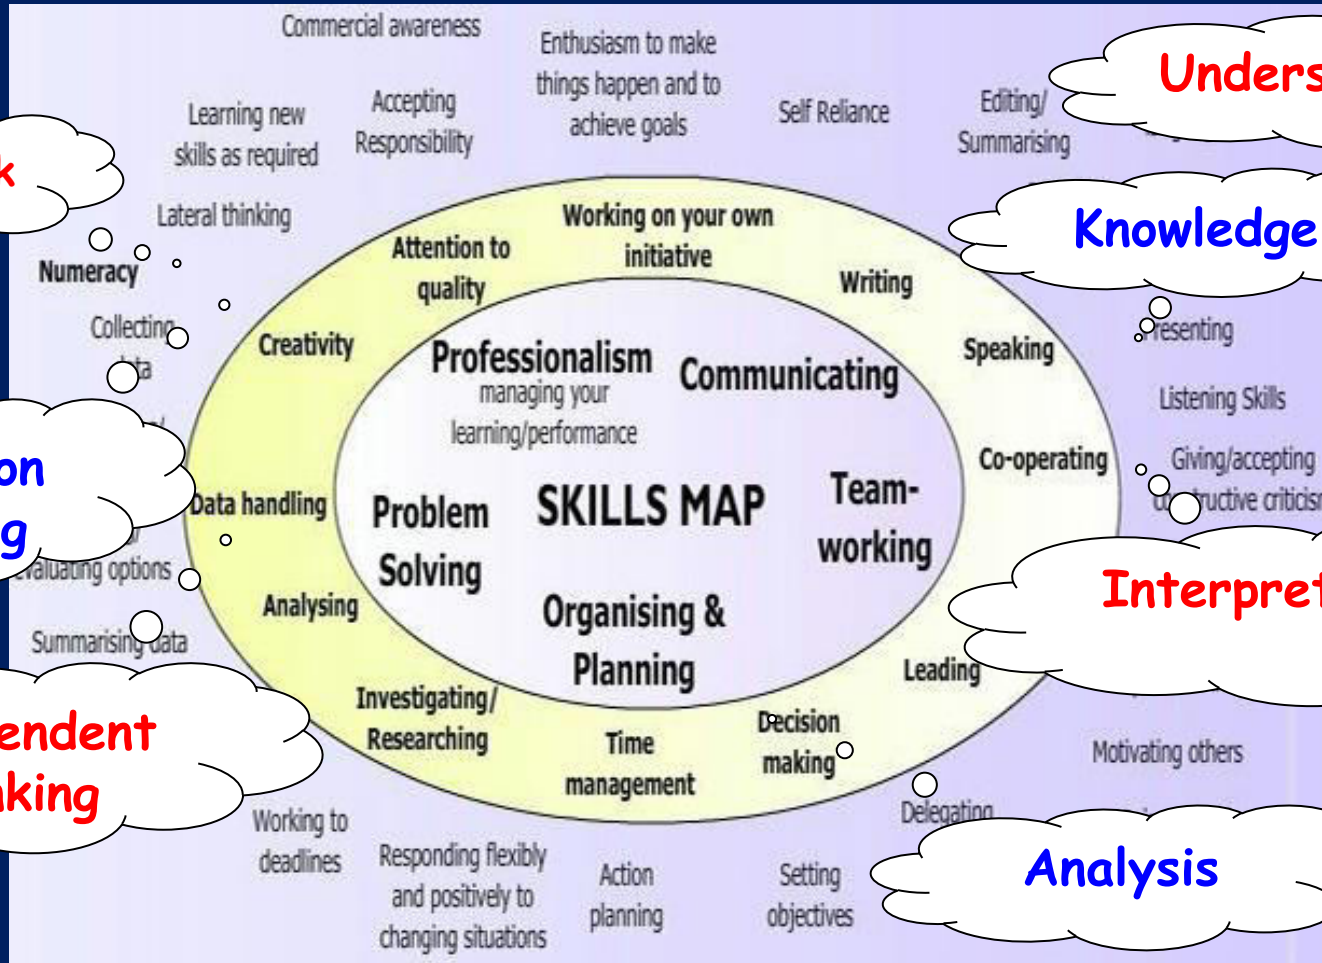 Commercial awareness
Enthusiasm to make
things happen and to
achieve goals
Learning new
skills as required
Accepting
Responsibility
Self Reliance
Editing/
Summarising
Unders
k
Lateral thinking
Knowledge
Numeracy
Collecting
Presenting
Listening Skills
Giving/accepting
on
g
evaluating options
Summarising data
Interpret
endent
nking
Motivating others
Working to
deadlines
Responding flexibly
and positively to
changing situations
Action
planning
Setting
objectives
Delegating
Analysis
Working on your own
initiative
Attention to
quality
Writing
Creativity
Speaking
Co-operating
Data handling
Analysing
Leading
Investigating/
Researching
Time
management
Decision
making
Professionalism
managing your
learning/performance
Communicating
SKILLS MAP
Problem
Solving
Team-
working
Organising &
Planning